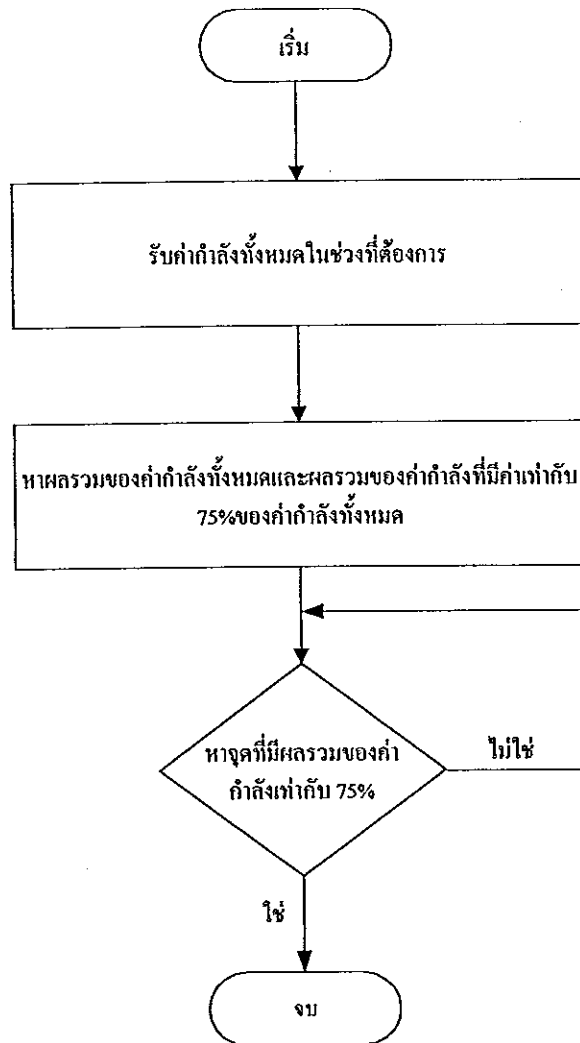 เริ่ม
รับค่ากำลังทั้งหมดในช่วงที่ต้องการ
หาผลรวมของค่ากำลังทั้งหมดและผลรวมของค่ากำลังที่มีค่าเท่ากับ
75%ของค่ากำลังทั้งหมด
หาจุดที่มีผลรวมของค่า
กำลังเท่ากับ 75%
ไม่ใช่
ใช่
จบ